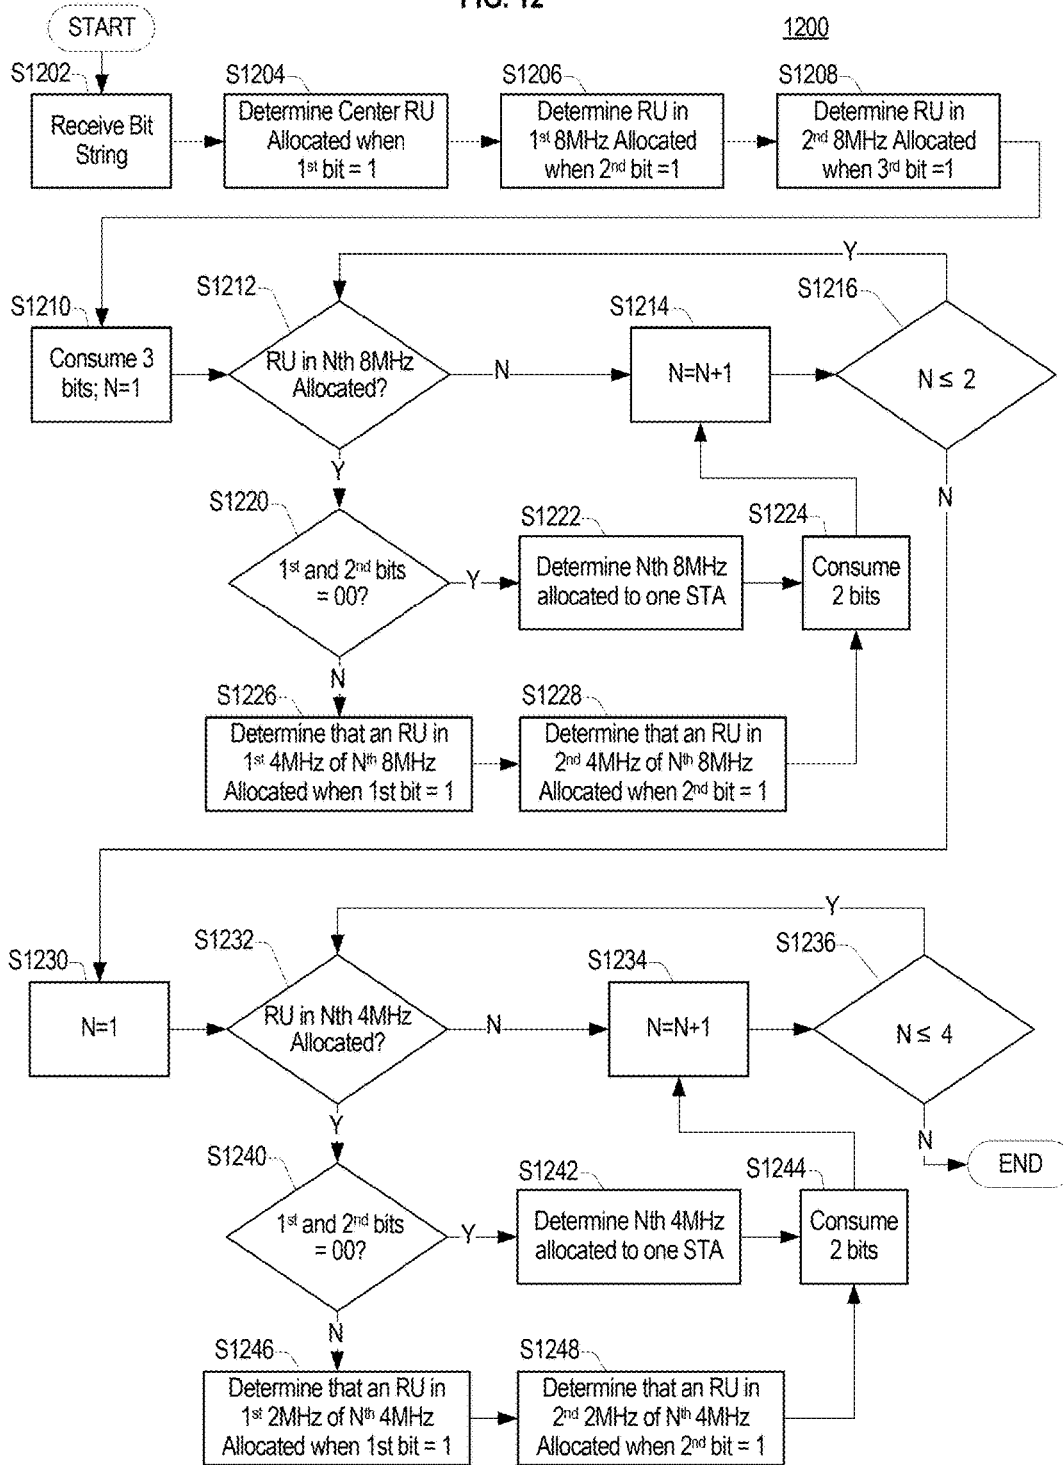 FIG. 12
1200
START
S1202
Receive Bit
String
S1204
Determine Center RU
Allocated when
1st bit = 1
S1206
Determine RU in
1st 8MHz Allocated
when 2nd bit =1
S1208
Determine RU in
2nd 8MHz Allocated
when 3rd bit =1
S1210
Consume 3
bits; N=1
S1212
RU in Nth 8MHz
Allocated?
N
Y
S1214
N=N+1
S1216
N ≤ 2
Y
N
S1220
1st and 2nd bits
= 00?
Y
N
S1222
Determine Nth 8MHz
allocated to one STA
S1224
Consume
2 bits
S1226
Determine that an RU in
1st 4MHz of Nth 8MHz
Allocated when 1st bit = 1
S1228
Determine that an RU in
2nd 4MHz of Nth 8MHz
Allocated when 2nd bit = 1
S1230
N=1
S1232
RU in Nth 4MHz
Allocated?
N
Y
S1234
N=N+1
S1236
N ≤ 4
Y
N
END
S1240
1st and 2nd bits
= 00?
Y
N
S1242
Determine Nth 4MHz
allocated to one STA
S1244
Consume
2 bits
S1246
Determine that an RU in
1st 2MHz of Nth 4MHz
Allocated when 1st bit = 1
S1248
Determine that an RU in
2nd 2MHz of Nth 4MHz
Allocated when 2nd bit = 1